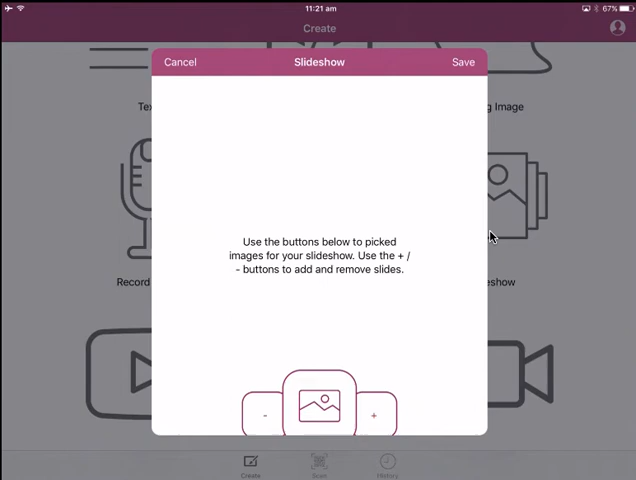 11:21 am
67%
Create
Cancel
Slideshow
Save
Tex
g Image
Use the buttons below to picked
images for your slideshow. Use the + /
- buttons to add and remove slides.
Record
eshow
-
+
Create
Scan
History